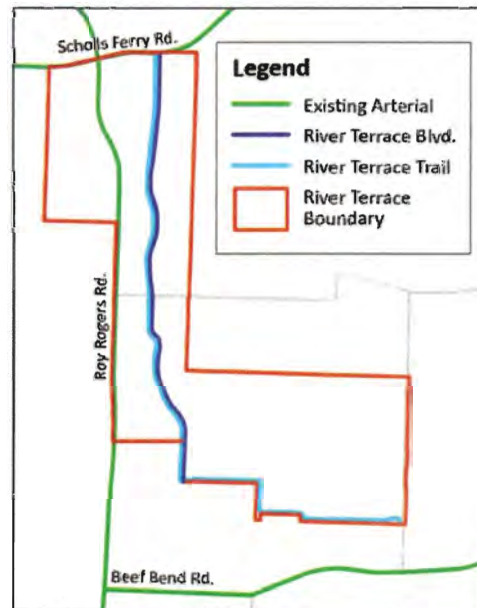 Scholls Ferry Rd.
Legend
Existing Arterial
River Terrace Blvd.
River Terrace Trail
River Terrace
Boundary
Roy Rogers Rd.
Beef Bend Rd.